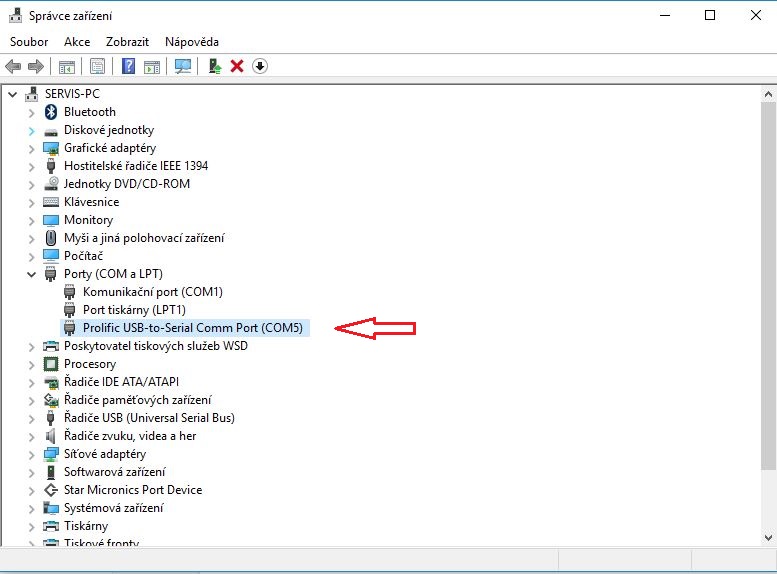 Správce zařízení
Soubor Akce Zobrazit Nápověda
SERVIS-PC
Bluetooth
Diskové jednotky
Grafické adaptéry
Hostitelské řadiče IEEE 1394
Jednotky DVD/CD-ROM
Klávesnice
Monitory
Myši a jiná polohovací zařízení
Počítač
Porty (COM a LPT)
Komunikační port (COM1)
Port tiskárny (LPT1)
Prolific USB-to-Serial Comm Port (COM5)
Poskytovatel tiskových služeb WSD
Procesory
Řadiče IDE ATA/ATAPI
Řadiče paměťových zařízení
Řadiče USB (Universal Serial Bus)
Řadiče zvuku, videa a her
Síťové adaptéry
Softwarová zařízení
Star Micronics Port Device
Systémová zařízení
Tiskárny
Tiskové fronty